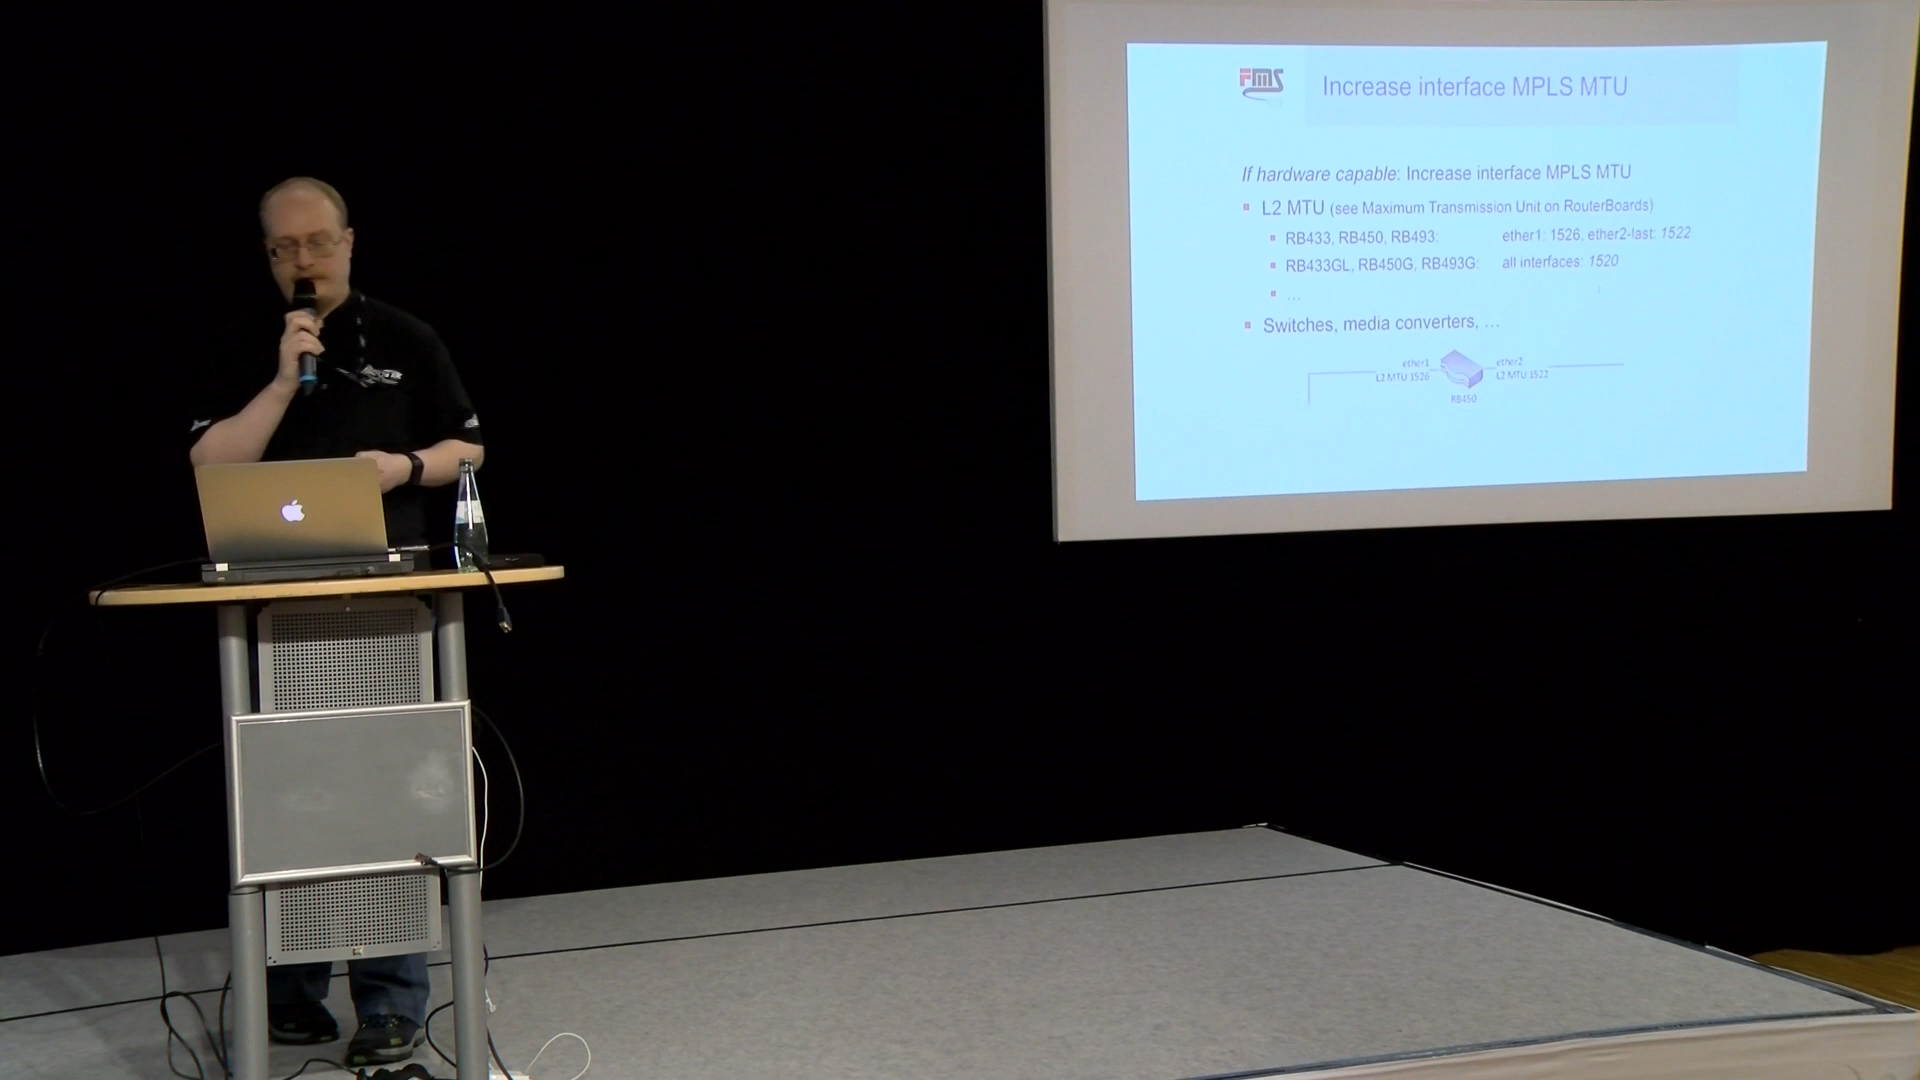 FMS
Increase interface MPLS MTU
If hardware capable: Increase interface MPLS MTU
L2 MTU (see Maximum Transmission Unit on RouterBoards)
RB433, RB450, RB493: ether1: 1526, ether2-last: 1522
RB433GL, RB450G, RB493G: all interfaces: 1520
...
Switches, media converters, ...
ether1 ether2
L2 MTU 1526 L2 MTU 1522
RB450